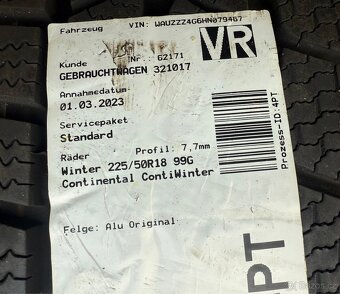 Fahrzeug VIN: WAUZZZ4G6HN079467
VR
Kunde Nr.: 62171
GEBRAUCHTWAGEN 321017
Annahmedatum:
01.03.2023
Servicepaket
Standard
Räder Profil: 7,7mm
Winter 225/50R18 99G
Continental ContiWinter
Felge: Alu Original
Prozess-ID:4PT
PT